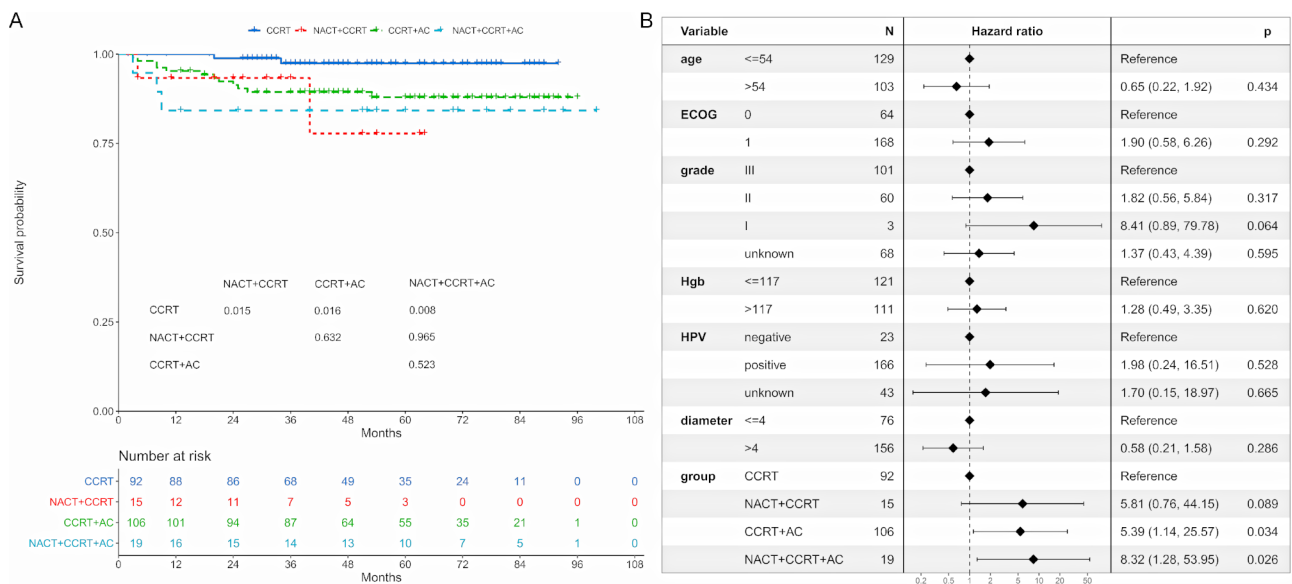 A
CCRT NACT+CCRT CCRT+AC NACT+CCRT+AC
Survival probability
1.00
0.75
0.50
0.25
0.00
NACT+CCRT CCRT+AC NACT+CCRT+AC
CCRT 0.015 0.016 0.008
NACT+CCRT 0.632 0.965
CCRT+AC 0.523
0 12 24 36 48 60 72 84 96 108
Months
Number at risk
CCRT 92 88 86 68 49 35 24 11 0 0
NACT+CCRT 15 12 11 7 5 3 0 0 0 0
CCRT+AC 106 101 94 87 64 55 35 21 1 0
NACT+CCRT+AC 19 16 15 14 13 10 7 5 1 0
0 12 24 36 48 60 72 84 96 108
Months
B
Variable N Hazard ratio p
age <=54 129 Reference
>54 103 0.65 (0.22, 1.92) 0.434
ECOG 0 64 Reference
1 168 1.90 (0.58, 6.26) 0.292
grade III 101 Reference
II 60 1.82 (0.56, 5.84) 0.317
I 3 8.41 (0.89, 79.78) 0.064
unknown 68 1.37 (0.43, 4.39) 0.595
Hgb <=117 121 Reference
>117 111 1.28 (0.49, 3.35) 0.620
HPV negative 23 Reference
positive 166 1.98 (0.24, 16.51) 0.528
unknown 43 1.70 (0.15, 18.97) 0.665
diameter <=4 76 Reference
>4 156 0.58 (0.21, 1.58) 0.286
group CCRT 92 Reference
NACT+CCRT 15 5.81 (0.76, 44.15) 0.089
CCRT+AC 106 5.39 (1.14, 25.57) 0.034
NACT+CCRT+AC 19 8.32 (1.28, 53.95) 0.026
0.2 0.5 1 2 5 10 20 50